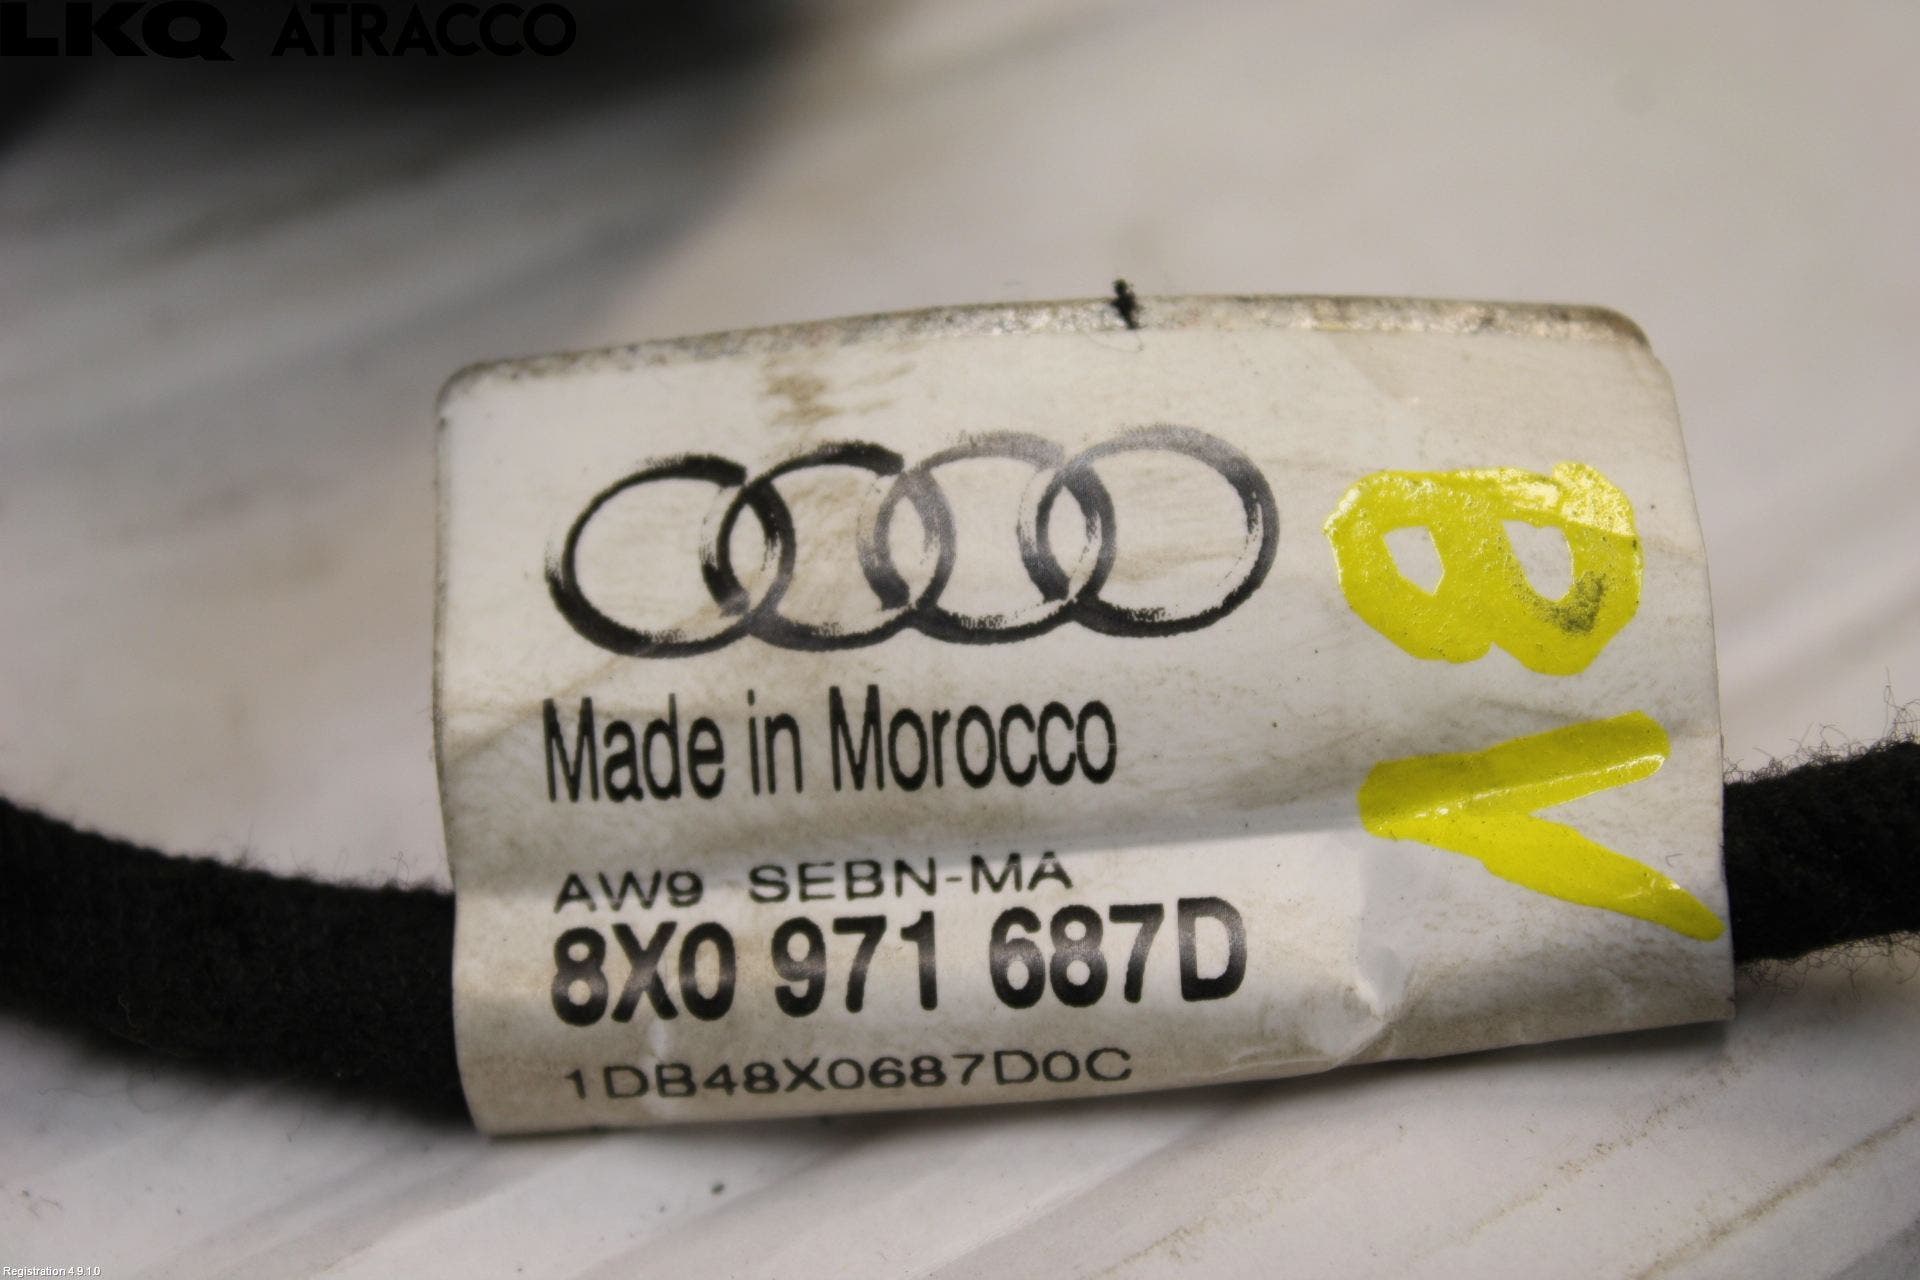 LKQ ATRACCO
Made in Morocco
AW9 SEBN-MA
8X0 971 687D
1DB48X0687D0C
Registration 4.9.1.0